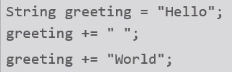 String greeting = "Hello";
greeting += " ";
greeting += "World";